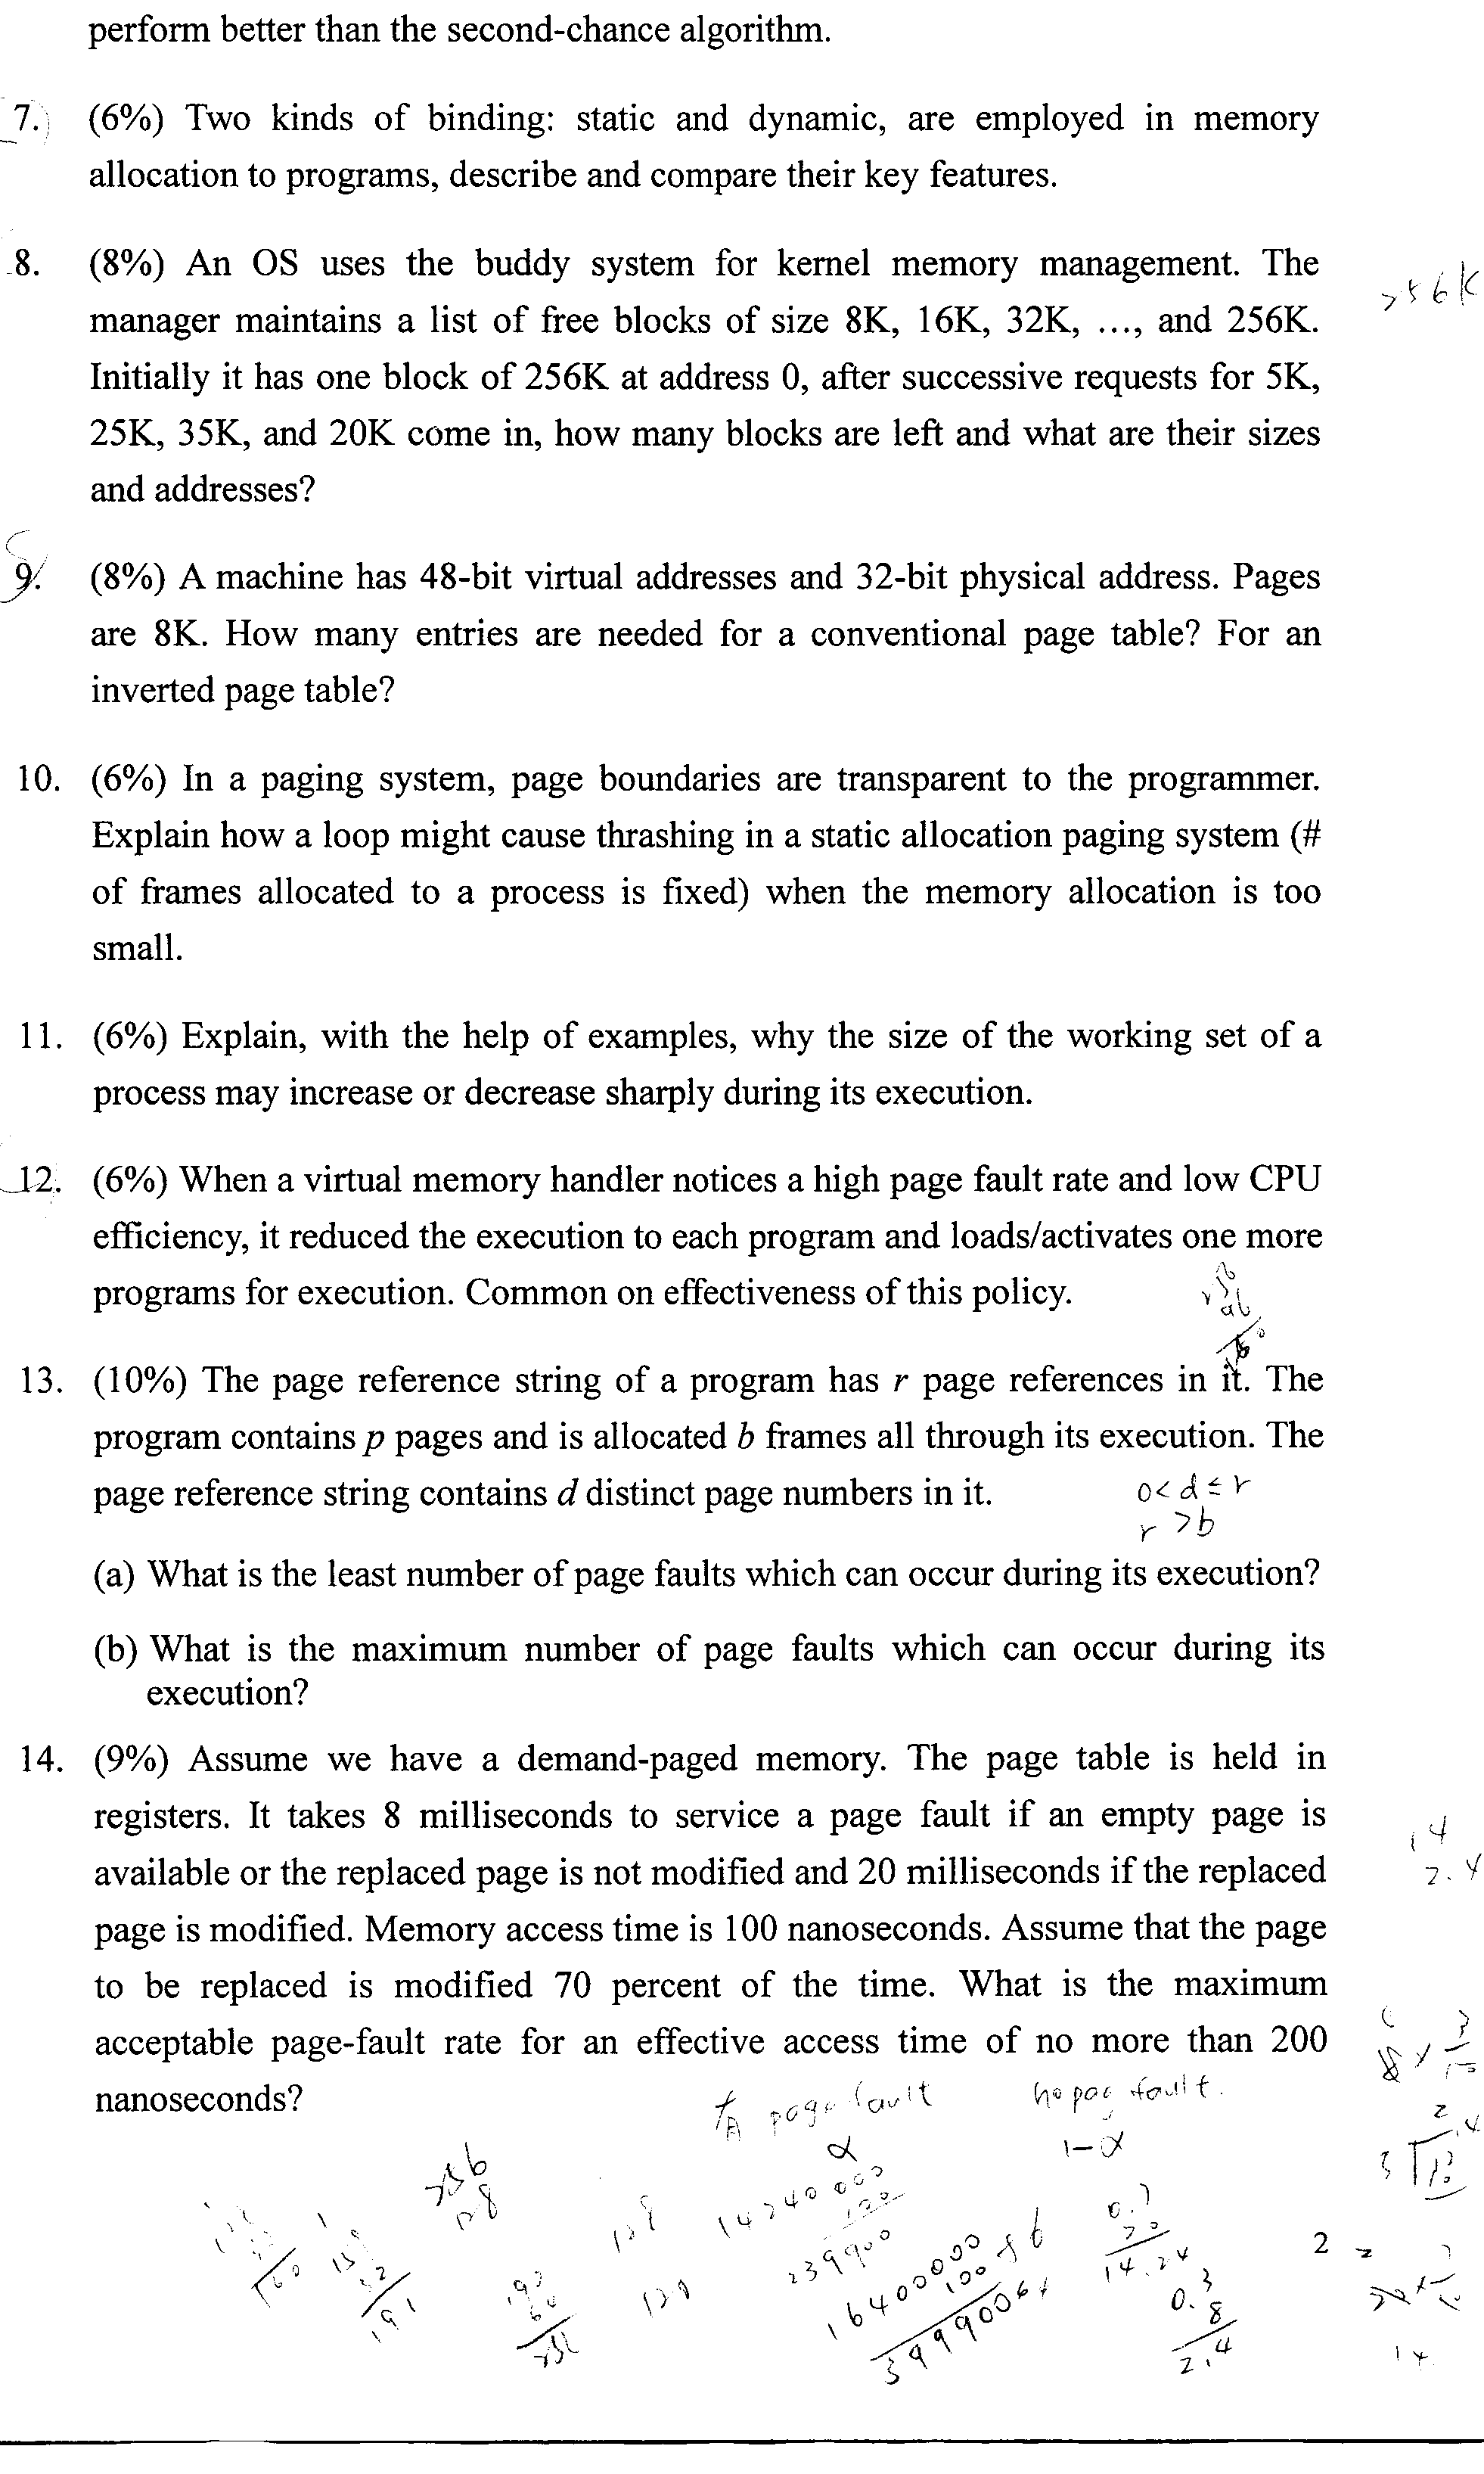 perform better than the second-chance algorithm.
7. (6%) Two kinds of binding: static and dynamic, are employed in memory
allocation to programs, describe and compare their key features.
8. (8%) An OS uses the buddy system for kernel memory management. The
manager maintains a list of free blocks of size 8K, 16K, 32K, …, and 256K.
Initially it has one block of 256K at address 0, after successive requests for 5K,
25K, 35K, and 20K come in, how many blocks are left and what are their sizes
and addresses?
256K
9. (8%) A machine has 48-bit virtual addresses and 32-bit physical address. Pages
are 8K. How many entries are needed for a conventional page table? For an
inverted page table?
10. (6%) In a paging system, page boundaries are transparent to the programmer.
Explain how a loop might cause thrashing in a static allocation paging system (#
of frames allocated to a process is fixed) when the memory allocation is too
small.
11. (6%) Explain, with the help of examples, why the size of the working set of a
process may increase or decrease sharply during its execution.
12. (6%) When a virtual memory handler notices a high page fault rate and low CPU
efficiency, it reduced the execution to each program and loads/activates one more
programs for execution. Common on effectiveness of this policy.
13. (10%) The page reference string of a program has r page references in it. The
program contains p pages and is allocated b frames all through its execution. The
page reference string contains d distinct page numbers in it.
0<d≤r
r >b
(a) What is the least number of page faults which can occur during its execution?
(b) What is the maximum number of page faults which can occur during its
execution?
14. (9%) Assume we have a demand-paged memory. The page table is held in
registers. It takes 8 milliseconds to service a page fault if an empty page is
available or the replaced page is not modified and 20 milliseconds if the replaced
page is modified. Memory access time is 100 nanoseconds. Assume that the page
to be replaced is modified 70 percent of the time. What is the maximum
acceptable page-fault rate for an effective access time of no more than 200
nanoseconds?
14
2.4
page fault
no pag fault.
α
1-α
16400000
100
0.3
8
2.4
2